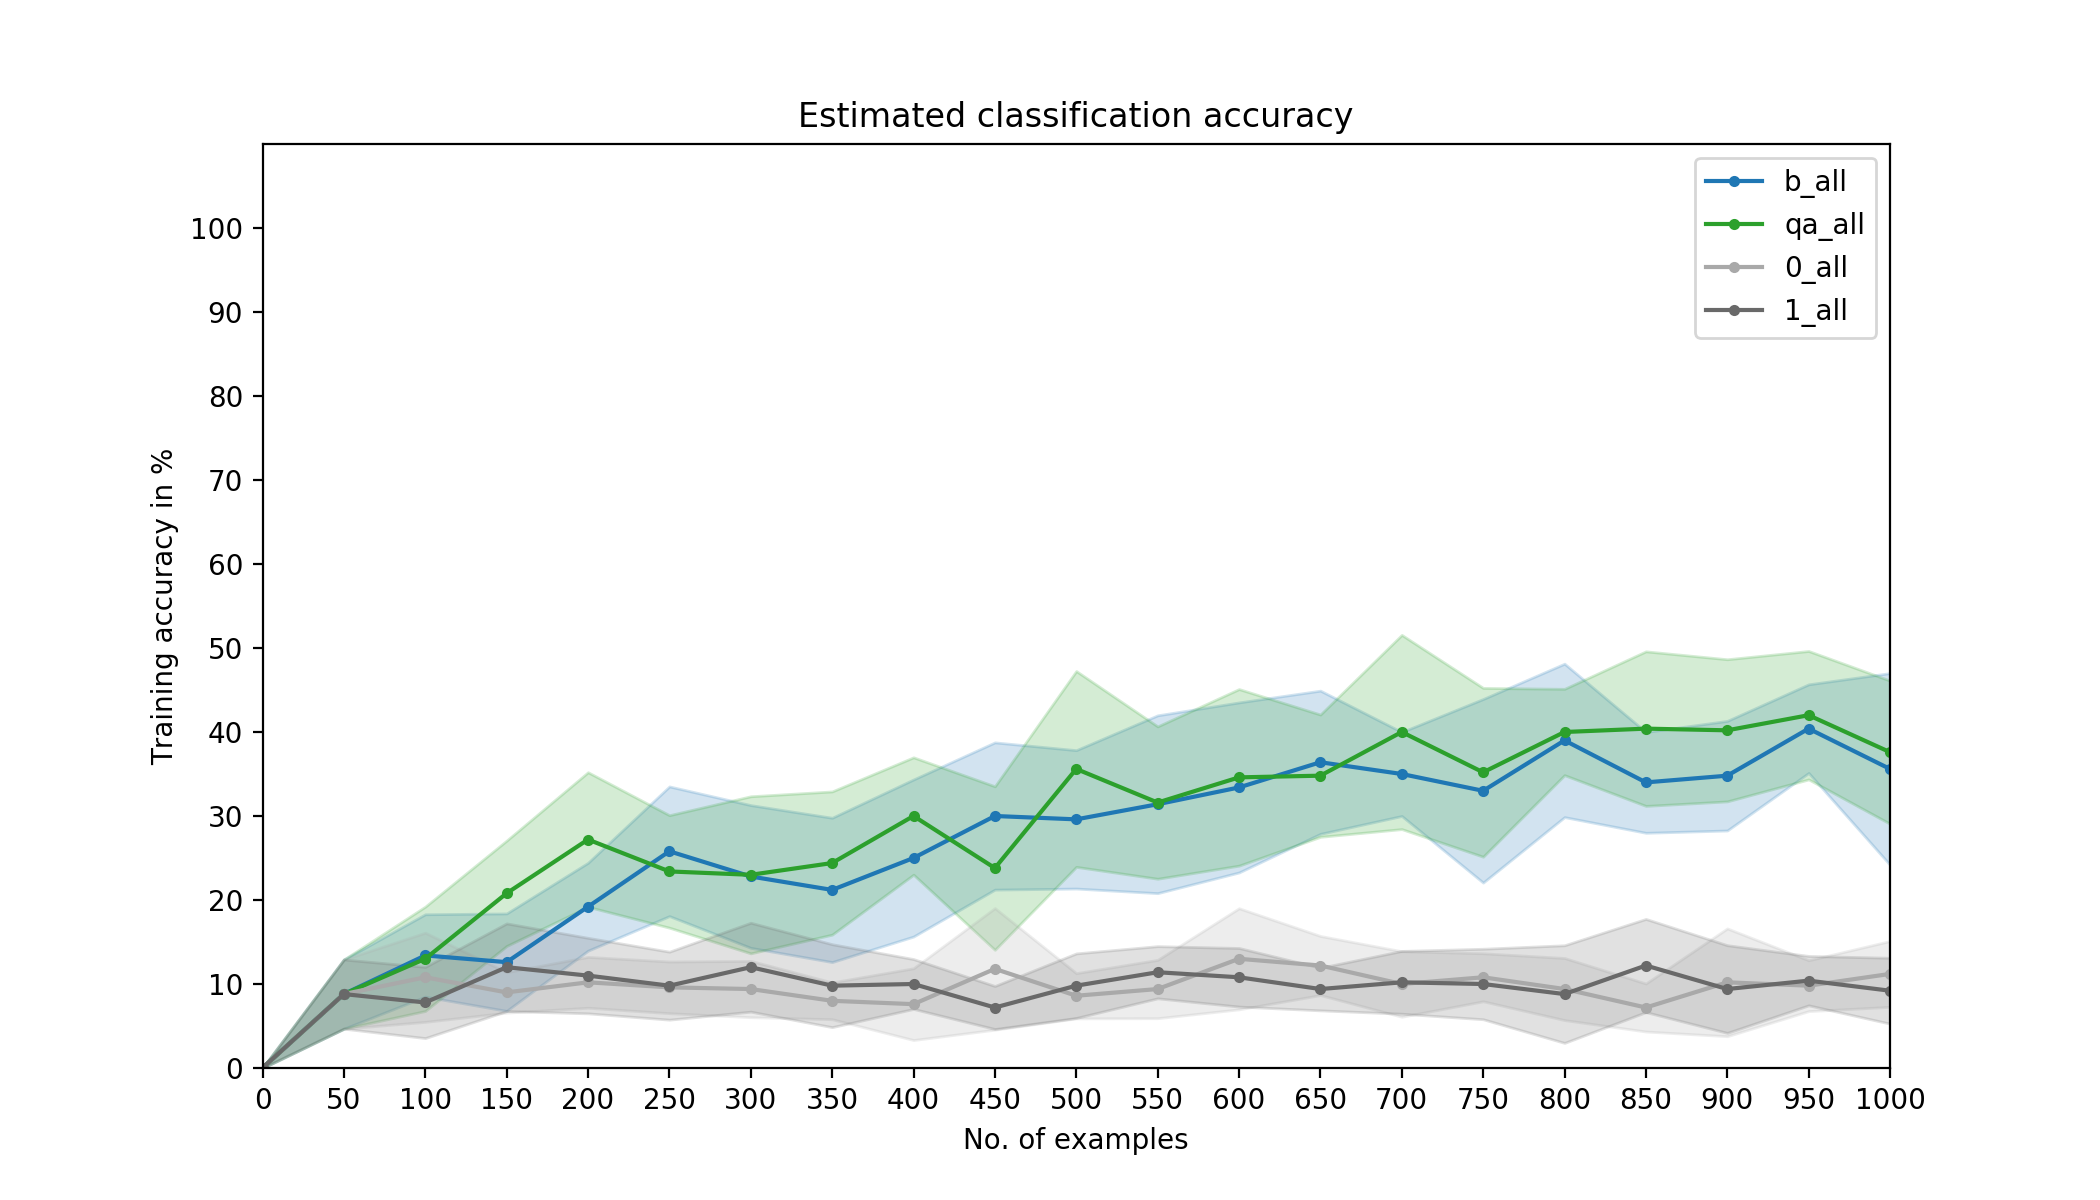 Estimated classification accuracy
b_all
qa_all
0_all
1_all
100
90
80
70
60
50
40
30
20
10
0
Training accuracy in %
0 50 100 150 200 250 300 350 400 450 500 550 600 650 700 750 800 850 900 950 1000
No. of examples